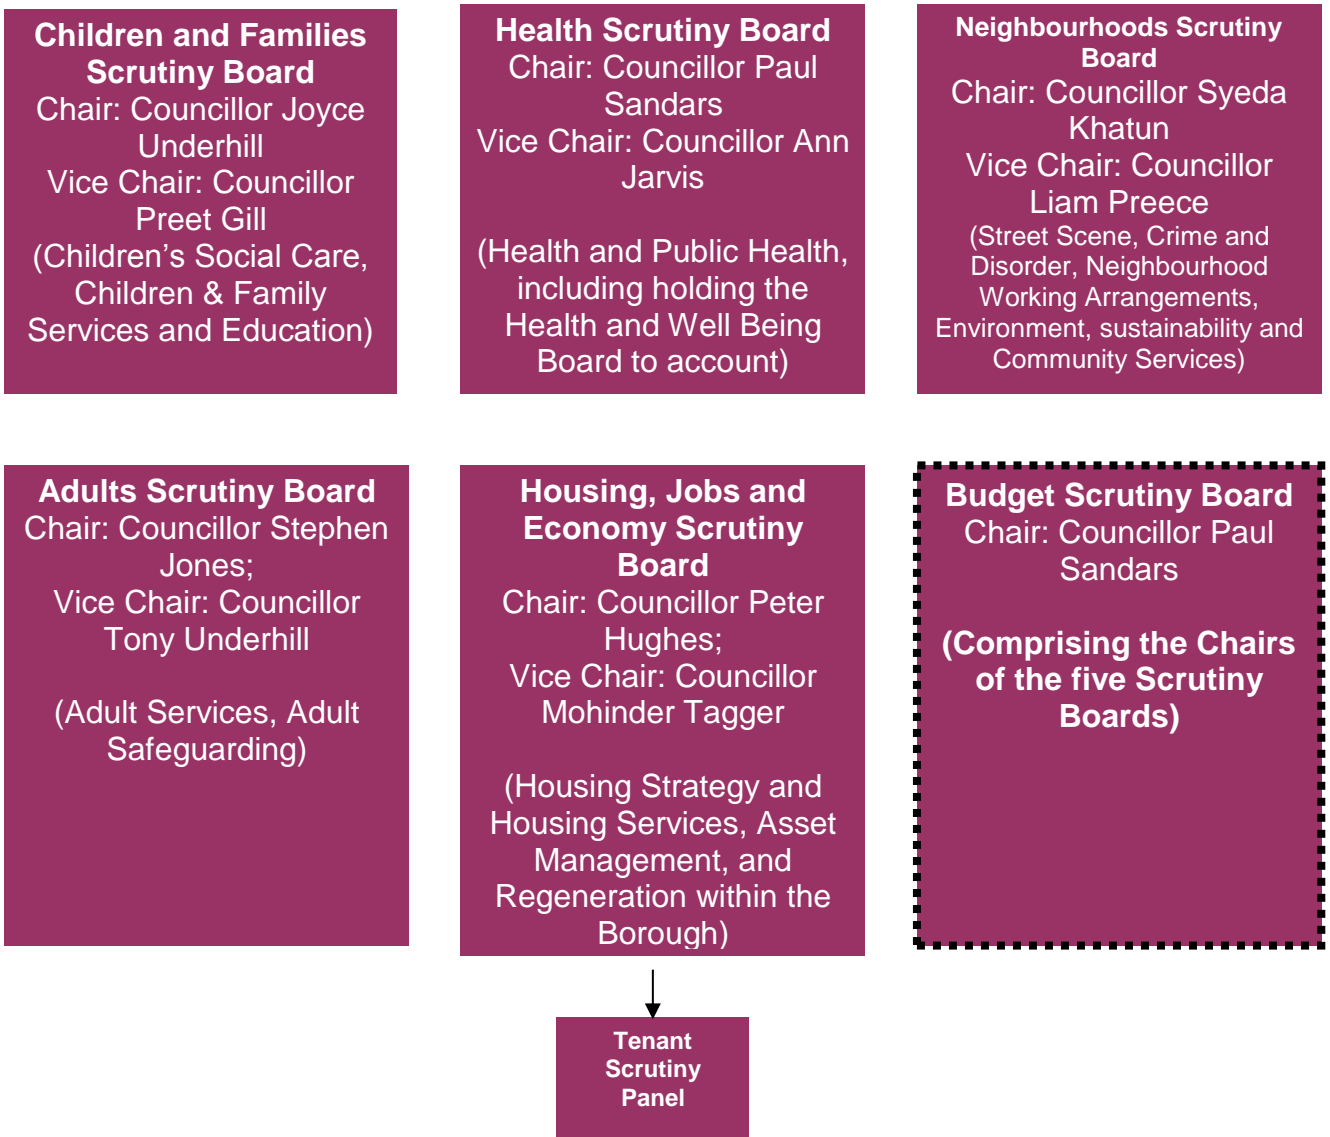 Children and Families
Scrutiny Board
Chair: Councillor Joyce
Underhill
Vice Chair: Councillor
Preet Gill
(Children’s Social Care,
Children & Family
Services and Education)
Health Scrutiny Board
Chair: Councillor Paul
Sandars
Vice Chair: Councillor Ann
Jarvis
(Health and Public Health,
including holding the
Health and Well Being
Board to account)
Neighbourhoods Scrutiny
Board
Chair: Councillor Syeda
Khatun
Vice Chair: Councillor
Liam Preece
(Street Scene, Crime and
Disorder, Neighbourhood
Working Arrangements,
Environment, sustainability and
Community Services)
Adults Scrutiny Board
Chair: Councillor Stephen
Jones;
Vice Chair: Councillor
Tony Underhill
(Adult Services, Adult
Safeguarding)
Housing, Jobs and
Economy Scrutiny
Board
Chair: Councillor Peter
Hughes;
Vice Chair: Councillor
Mohinder Tagger
(Housing Strategy and
Housing Services, Asset
Management, and
Regeneration within the
Borough)
Budget Scrutiny Board
Chair: Councillor Paul
Sandars
(Comprising the Chairs
of the five Scrutiny
Boards)
Tenant
Scrutiny
Panel